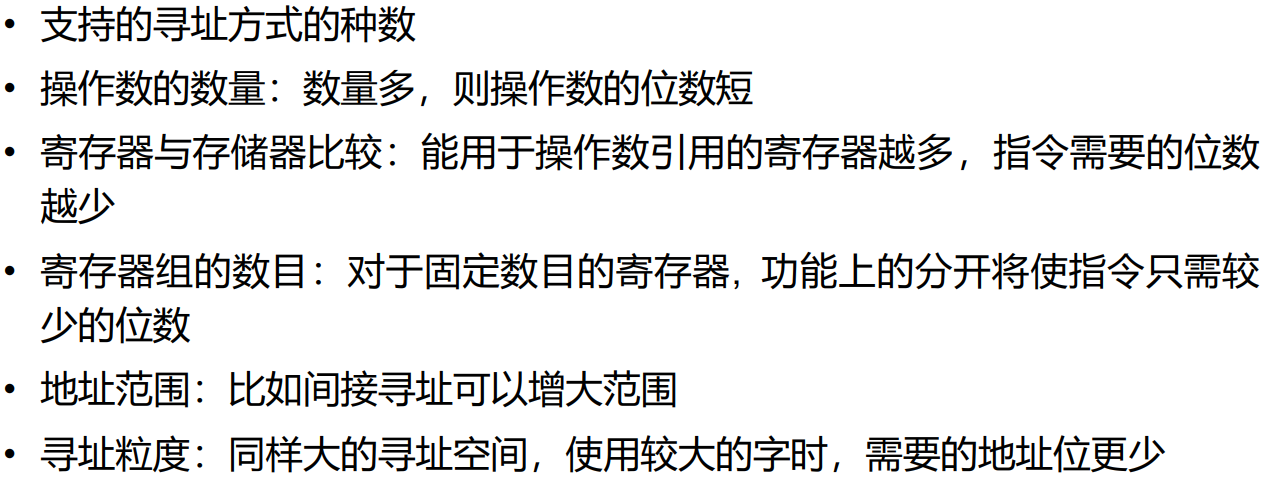 • 支持的寻址方式的种数
• 操作数的数量：数量多，则操作数的位数短
• 寄存器与存储器比较：能用于操作数引用的寄存器越多，指令需要的位数
越少
• 寄存器组的数目：对于固定数目的寄存器, 功能上的分开将使指令只需较
少的位数
• 地址范围：比如间接寻址可以增大范围
• 寻址粒度：同样大的寻址空间，使用较大的字时，需要的地址位更少